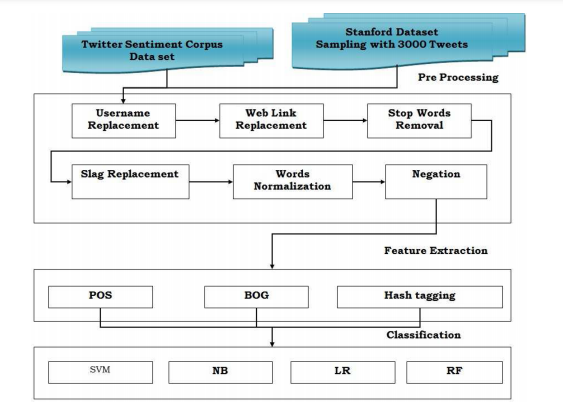 Twitter Sentiment Corpus
Data set
Stanford Dataset
Sampling with 3000 Tweets
Pre Processing
Username
Replacement
Web Link
Replacement
Stop Words
Removal
Slag Replacement
Words
Normalization
Negation
Feature Extraction
POS
BOG
Hash tagging
Classification
SVM
NB
LR
RF